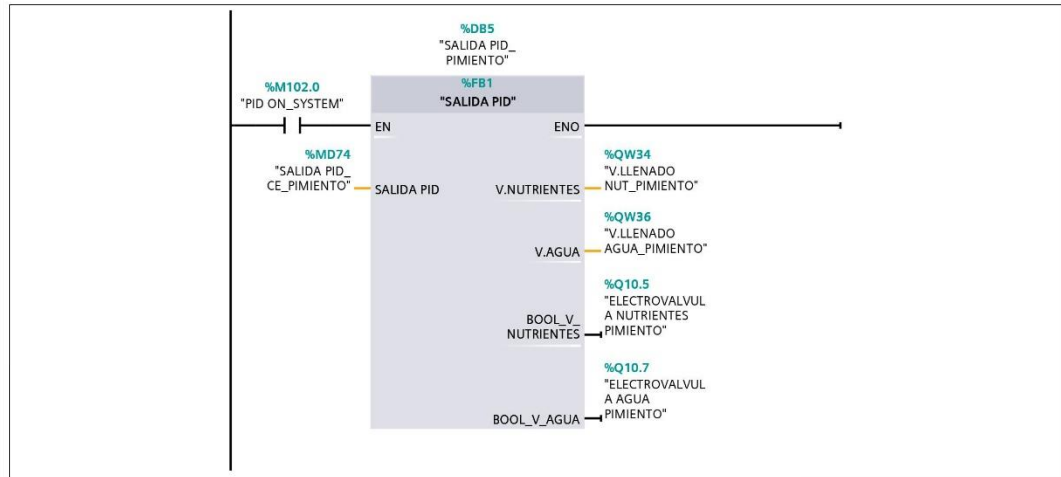 %DB5
"SALIDA PID_
PIMIENTO"
%FB1
"SALIDA PID"
%M102.0
"PID ON_SYSTEM"
EN
ENO
%MD74
"SALIDA PID_
CE_PIMIENTO"
SALIDA PID
V.NUTRIENTES
%QW34
"V.LLENADO
NUT_PIMIENTO"
V.AGUA
%QW36
"V.LLENADO
AGUA_PIMIENTO"
BOOL_V_
NUTRIENTES
%Q10.5
"ELECTROVALVUL
A NUTRIENTES
PIMIENTO"
BOOL_V_AGUA
%Q10.7
"ELECTROVALVUL
A AGUA
PIMIENTO"